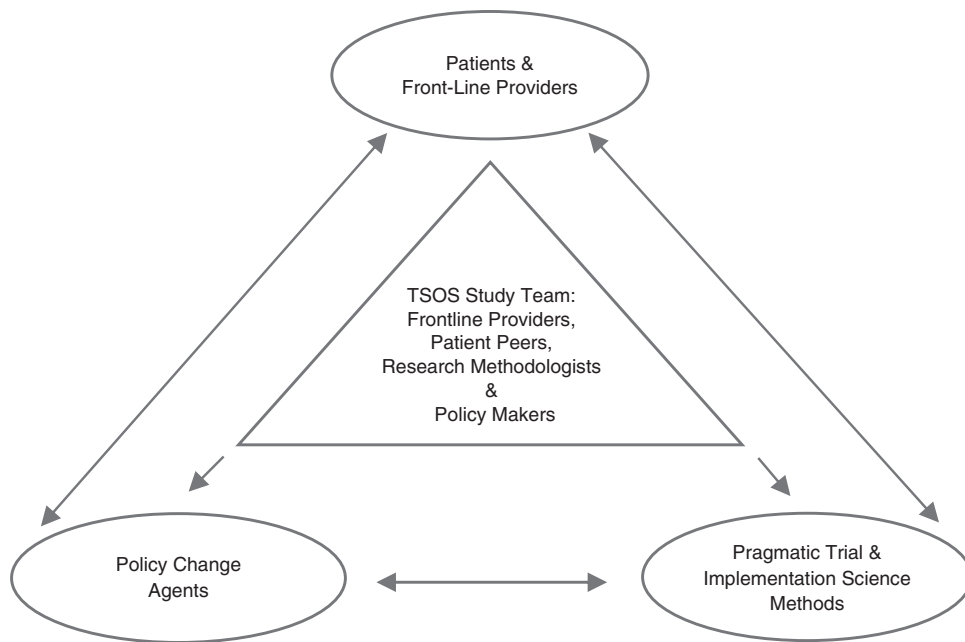 Patients &
Front-Line Providers
TSOS Study Team:
Frontline Providers,
Patient Peers,
Research Methodologists
&
Policy Makers
Policy Change
Agents
Pragmatic Trial &
Implementation Science
Methods